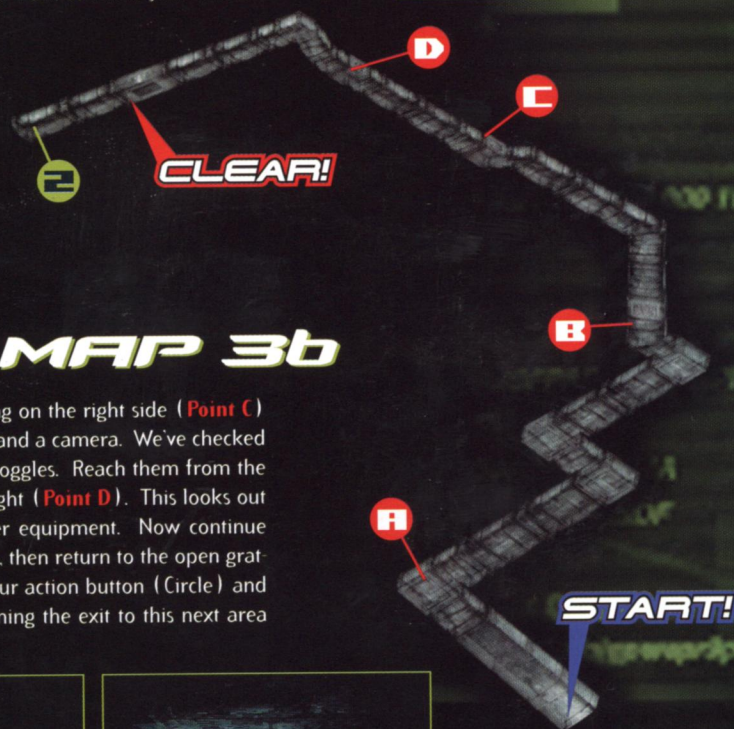 D
C
2
CLEAR!
B
MAP 3b
ng on the right side (Point C)
and a camera. We've checked
oggles. Reach them from the
ght (Point D). This looks out
er equipment. Now continue
, then return to the open grat-
ur action button (Circle) and
ning the exit to this next area
A
START!